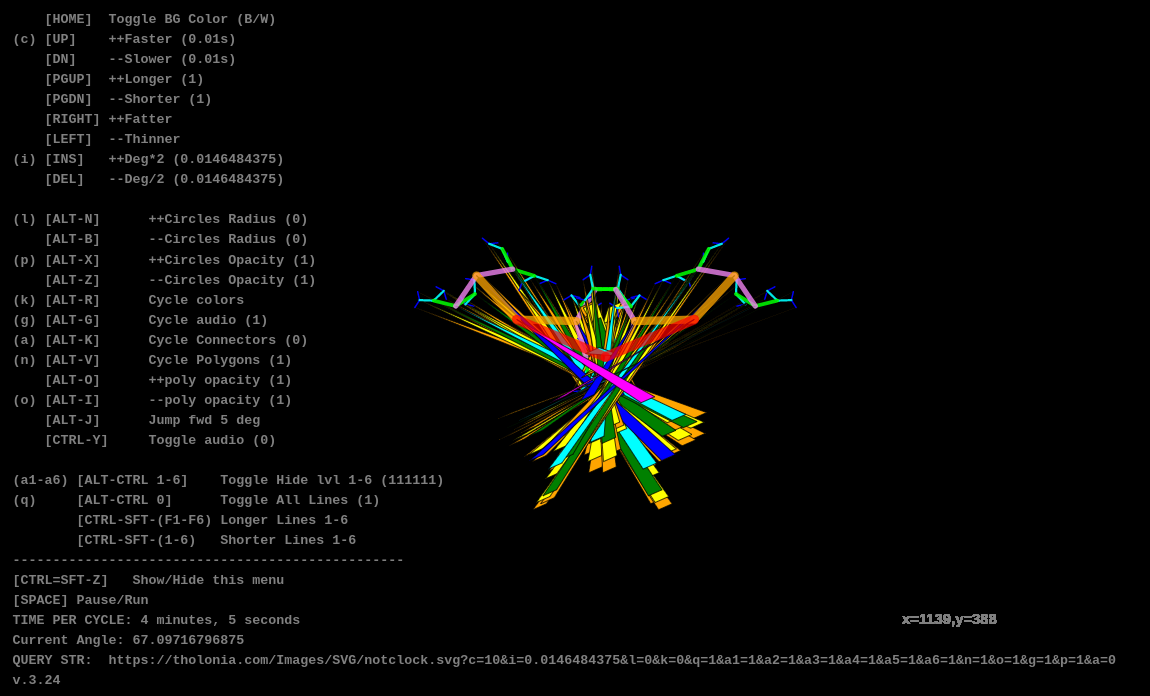 [HOME] Toggle BG Color (B/W)
(c) [UP] ++Faster (0.01s)
[DN] --Slower (0.01s)
[PGUP] ++Longer (1)
[PGDN] --Shorter (1)
[RIGHT] ++Fatter
[LEFT] --Thinner
(i) [INS] ++Deg*2 (0.0146484375)
[DEL] --Deg/2 (0.0146484375)
(l) [ALT-N] ++Circles Radius (0)
[ALT-B] --Circles Radius (0)
(p) [ALT-X] ++Circles Opacity (1)
[ALT-Z] --Circles Opacity (1)
(k) [ALT-R] Cycle colors
(g) [ALT-G] Cycle audio (1)
(a) [ALT-K] Cycle Connectors (0)
(n) [ALT-V] Cycle Polygons (1)
[ALT-O] ++poly opacity (1)
(o) [ALT-I] --poly opacity (1)
[ALT-J] Jump fwd 5 deg
[CTRL-Y] Toggle audio (0)
(a1-a6) [ALT-CTRL 1-6] Toggle Hide lvl 1-6 (111111)
(q) [ALT-CTRL 0] Toggle All Lines (1)
[CTRL-SFT-(F1-F6) Longer Lines 1-6
[CTRL-SFT-(1-6) Shorter Lines 1-6
-------------------------------------------------
[CTRL=SFT-Z] Show/Hide this menu
[SPACE] Pause/Run
TIME PER CYCLE: 4 minutes, 5 seconds
x=1139,y=388
Current Angle: 67.09716796875
QUERY STR: https://tholonia.com/Images/SVG/notclock.svg?c=10&i=0.0146484375&l=0&k=0&q=1&a1=1&a2=1&a3=1&a4=1&a5=1&a6=1&n=1&o=1&g=1&p=1&a=0
v.3.24